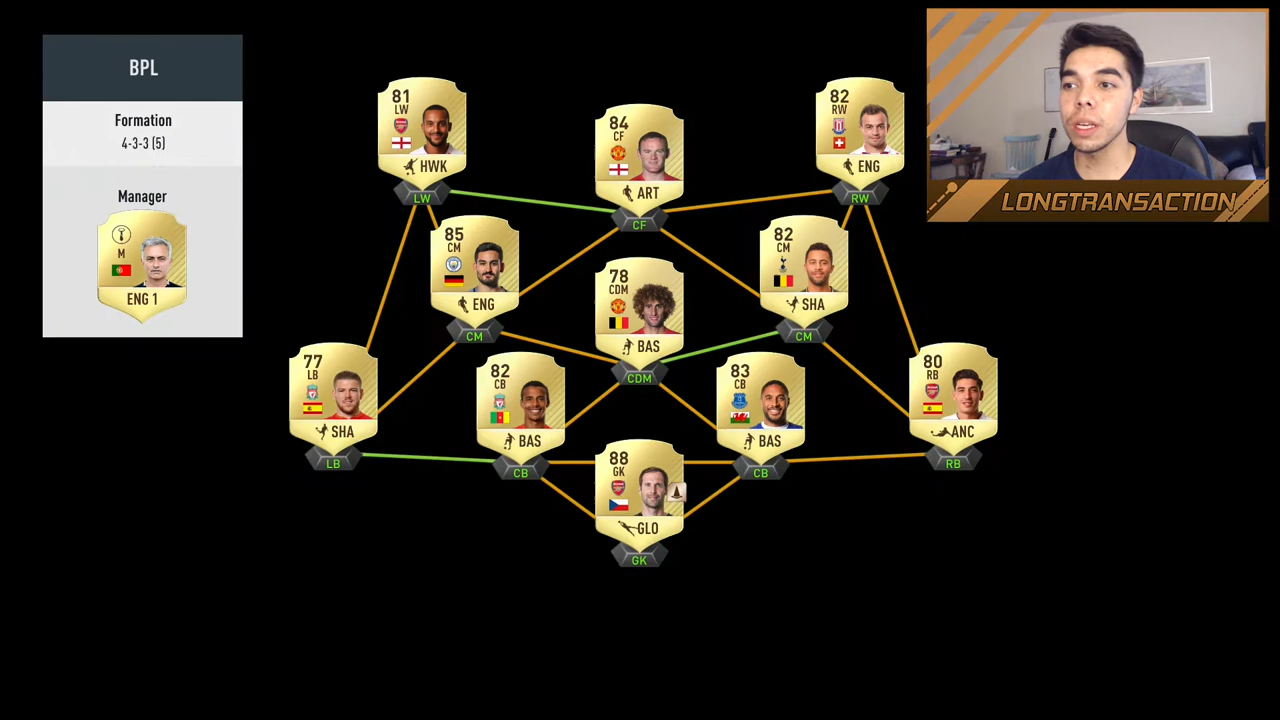 BPL
Formation
4-3-3 (5)
Manager
M
ENG 1
81
LW
HWK
LW
84
CF
ART
CF
82
RW
ENG
RW
85
CM
ENG
CM
78
CDM
BAS
CDM
82
CM
SHA
CM
77
LB
SHA
LB
82
CB
BAS
CB
83
CB
BAS
CB
80
RB
ANC
RB
88
GK
GLO
GK
LONGTRANSACTION